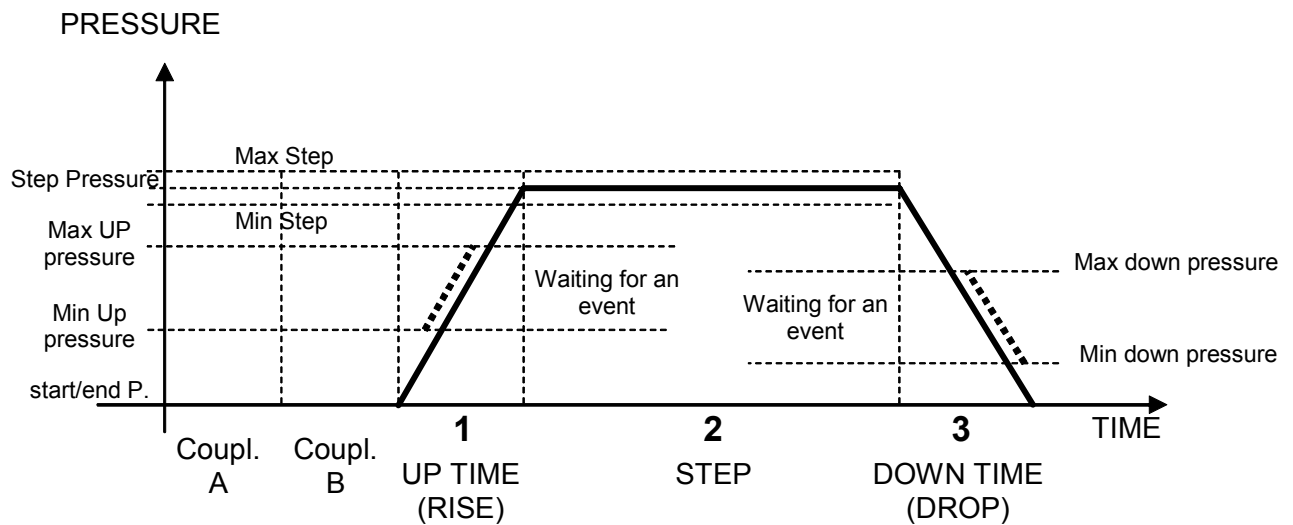 PRESSURE
Max Step
Step Pressure
Min Step
Max UP
pressure
Waiting for an
event
Max down pressure
Waiting for an
event
Min Up
pressure
Min down pressure
start/end P.
1
2
3
TIME
Coupl.
A
Coupl.
B
UP TIME
(RISE)
STEP
DOWN TIME
(DROP)